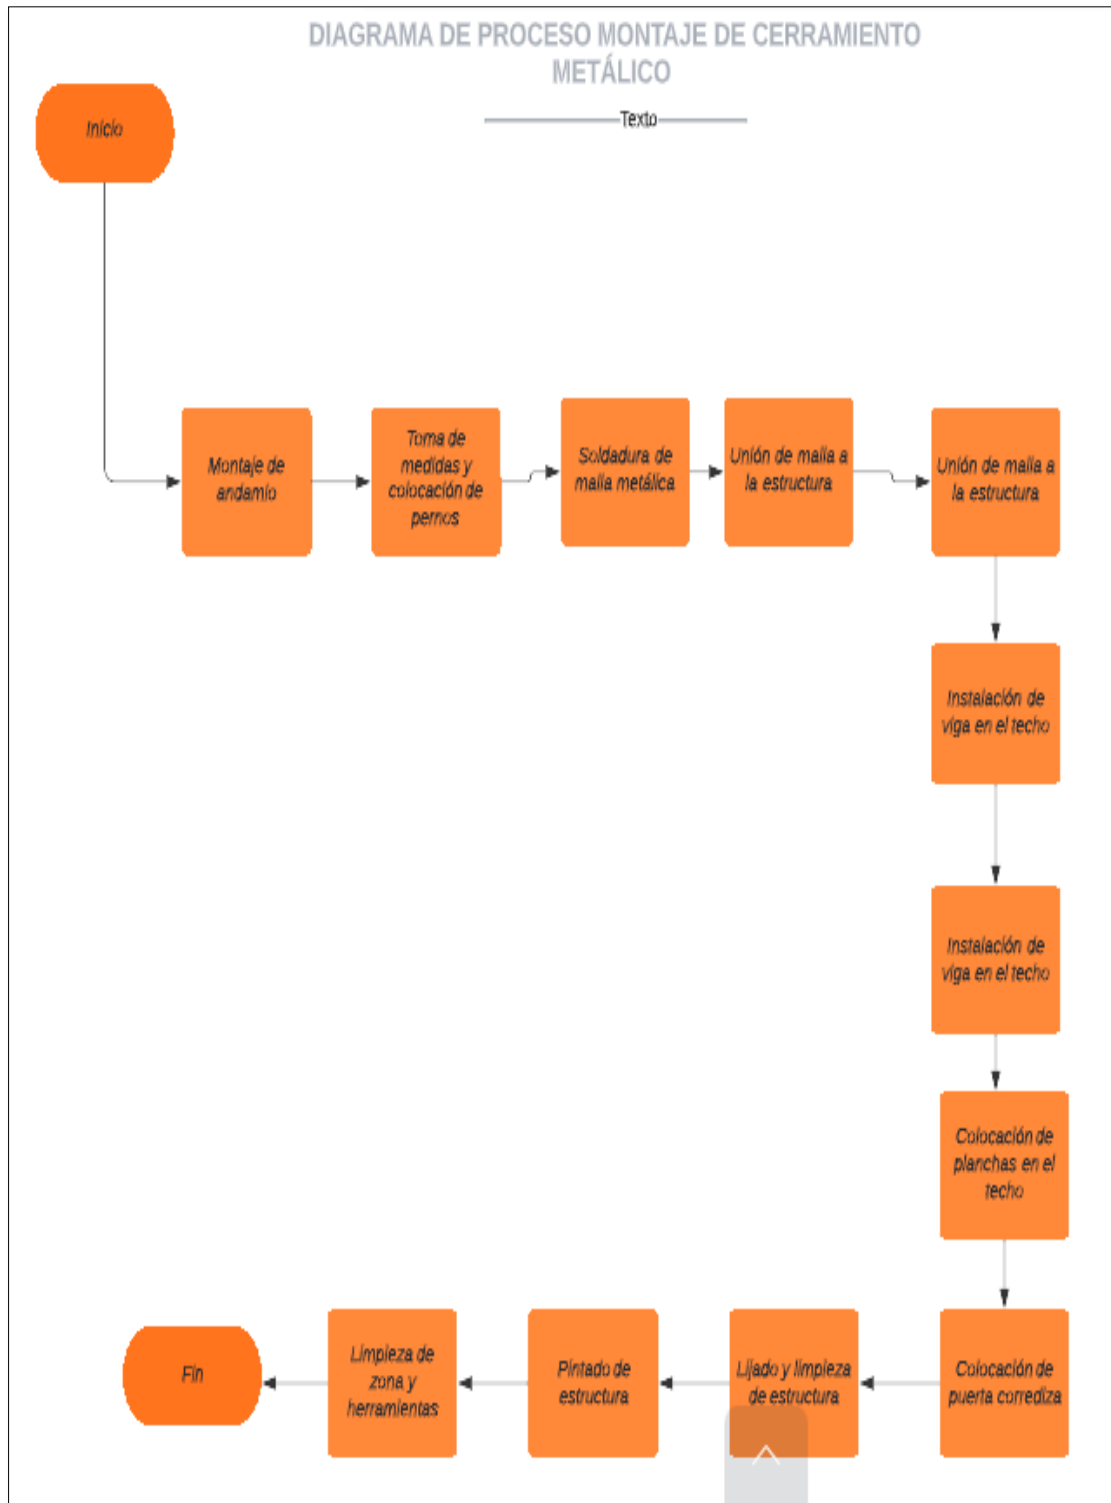 DIAGRAMA DE PROCESO MONTAJE DE CERRAMIENTO
METÁLICO
Texto
Inicio
Montaje de
andamio
Toma de
medidas y
colocación de
pernos
Soldadura de
malla metálica
Unión de malla a
la estructura
Unión de malla a
la estructura
Instalación de
viga en el techo
Instalación de
viga en el techo
Colocación de
planchas en el
techo
Colocación de
puerta corrediza
Lijado y limpieza
de estructura
Pintado de
estructura
Limpieza de
zona y
herramientas
Fin